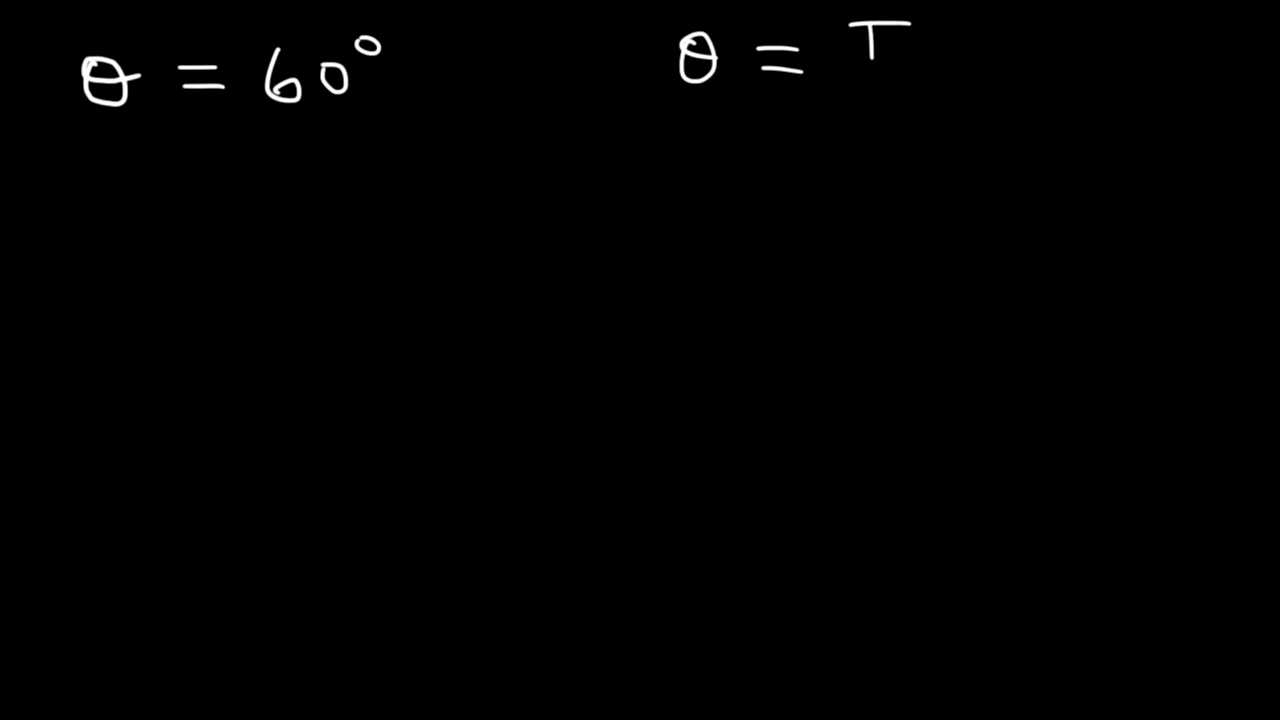 θ = 60° θ = T